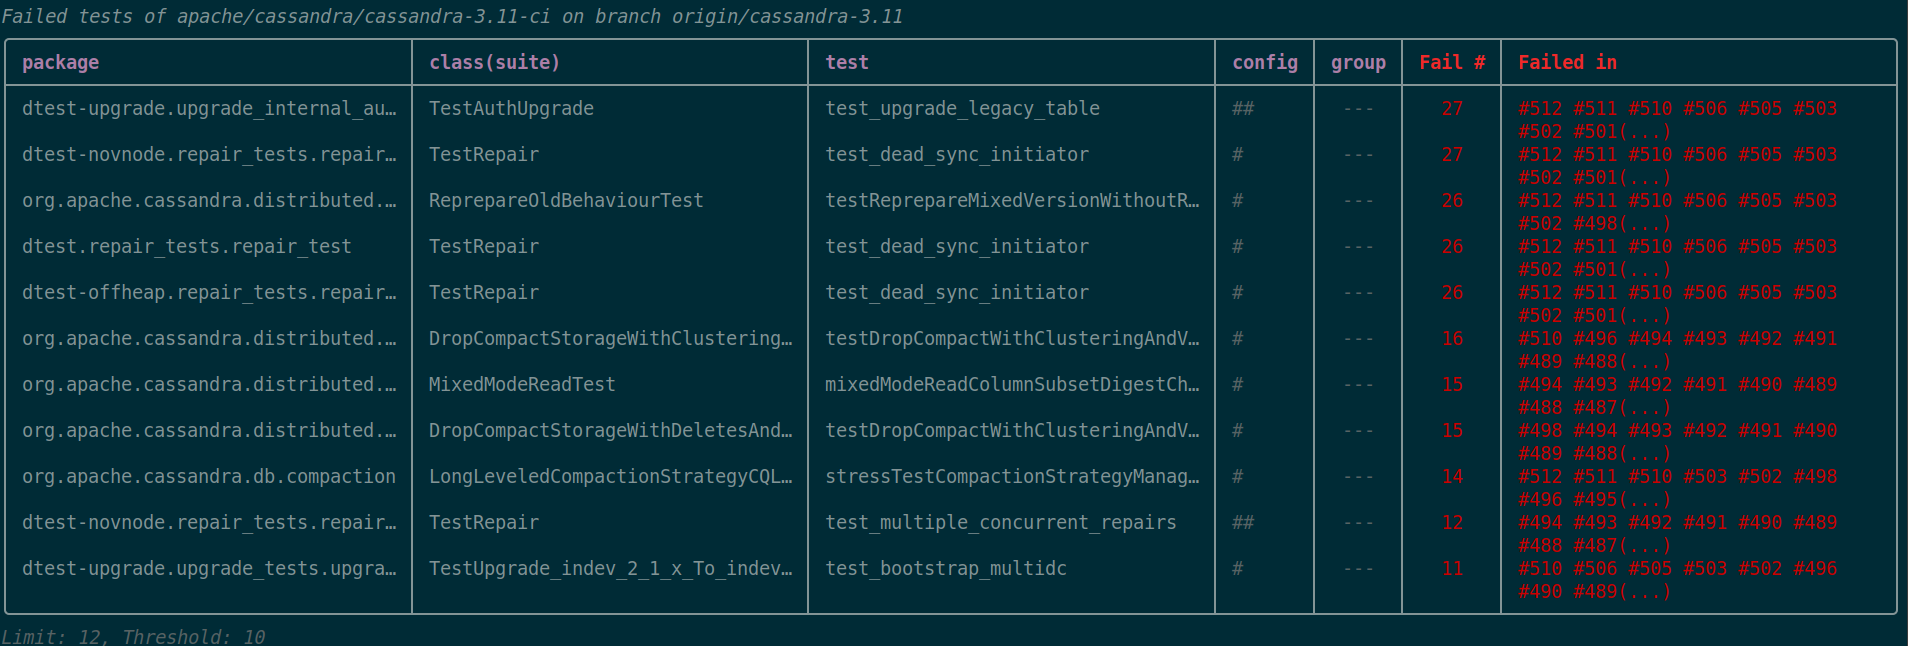 Failed tests of apache/cassandra/cassandra-3.11-ci on branch origin/cassandra-3.11
package class(suite) test config group Fail # Failed in
dtest-upgrade.upgrade_internal_au… TestAuthUpgrade test_upgrade_legacy_table ## --- 27 #512 #511 #510 #506 #505 #503
#502 #501(...)
dtest-novnode.repair_tests.repair… TestRepair test_dead_sync_initiator # --- 27 #512 #511 #510 #506 #505 #503
#502 #501(...)
org.apache.cassandra.distributed.… ReprepareOldBehaviourTest testReprepareMixedVersionWithoutR… # --- 26 #512 #511 #510 #506 #505 #503
#502 #498(...)
dtest.repair_tests.repair_test TestRepair test_dead_sync_initiator # --- 26 #512 #511 #510 #506 #505 #503
#502 #501(...)
dtest-offheap.repair_tests.repair… TestRepair test_dead_sync_initiator # --- 26 #512 #511 #510 #506 #505 #503
#502 #501(...)
org.apache.cassandra.distributed.… DropCompactStorageWithClustering… testDropCompactWithClusteringAndV… # --- 16 #510 #496 #494 #493 #492 #491
#489 #488(...)
org.apache.cassandra.distributed.… MixedModeReadTest mixedModeReadColumnSubsetDigestCh… # --- 15 #494 #493 #492 #491 #490 #489
#488 #487(...)
org.apache.cassandra.distributed.… DropCompactStorageWithDeletesAnd… testDropCompactWithClusteringAndV… # --- 15 #498 #494 #493 #492 #491 #490
#489 #488(...)
org.apache.cassandra.db.compaction LongLeveledCompactionStrategyCQL… stressTestCompactionStrategyManag… # --- 14 #512 #511 #510 #503 #502 #498
#496 #495(...)
dtest-novnode.repair_tests.repair… TestRepair test_multiple_concurrent_repairs ## --- 12 #494 #493 #492 #491 #490 #489
#488 #487(...)
dtest-upgrade.upgrade_tests.upgra… TestUpgrade_indev_2_1_x_To_indev… test_bootstrap_multidc # --- 11 #510 #506 #505 #503 #502 #496
#490 #489(...)
Limit: 12, Threshold: 10